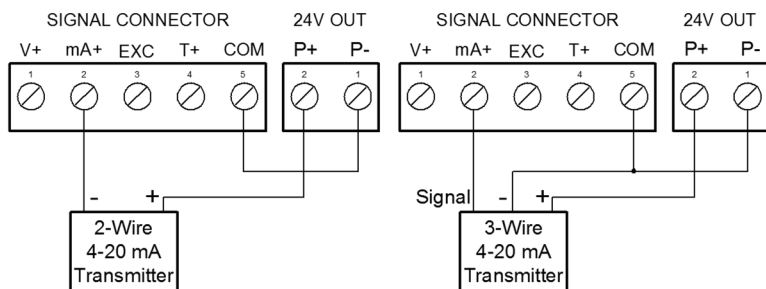 SIGNAL CONNECTOR 24V OUT SIGNAL CONNECTOR 24V OUT
V+ mA+ EXC T+ COM P+ P- V+ mA+ EXC T+ COM P+ P-
1 2 3 4 5 2 1 1 2 3 4 5 2 1
- + Signal - +
2-Wire
4-20 mA
Transmitter
3-Wire
4-20 mA
Transmitter